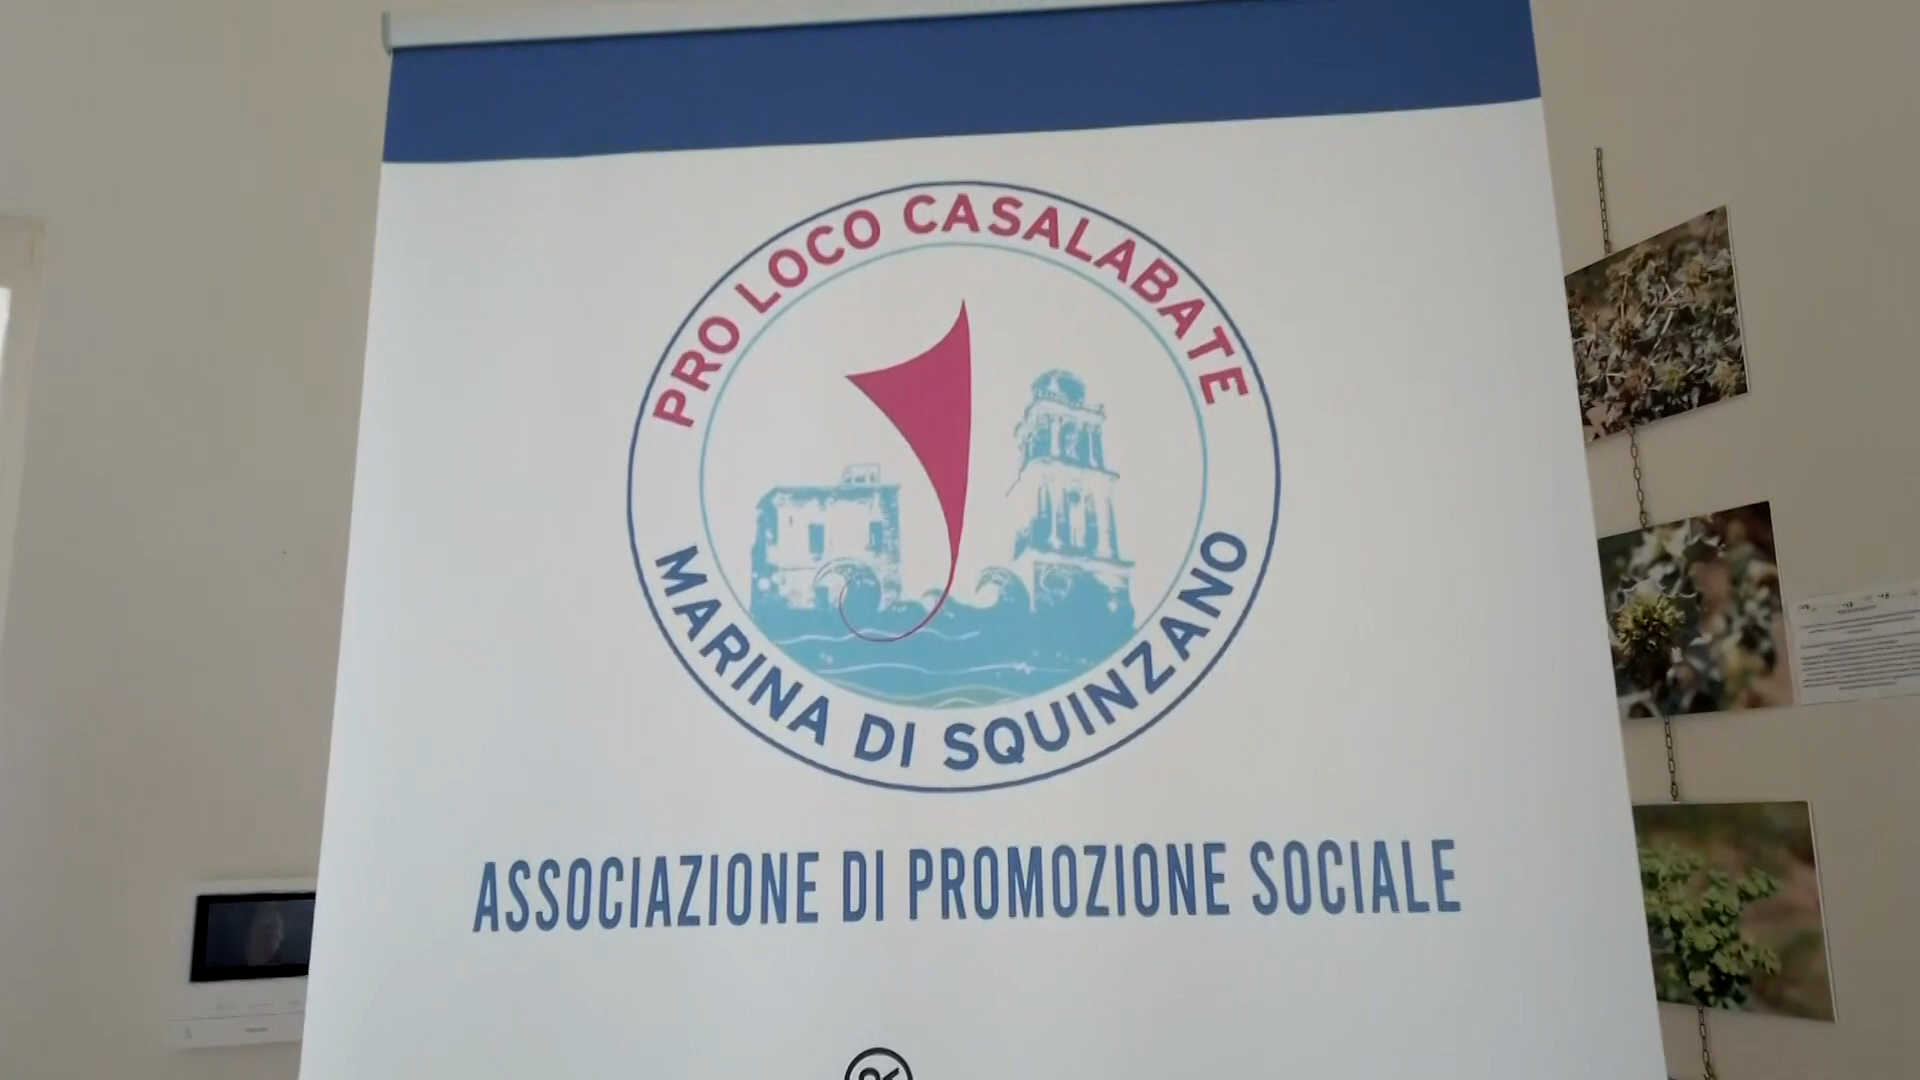 PRO LOCO CASALABATE
MARINA DI SQUINZANO
ASSOCIAZIONE DI PROMOZIONE SOCIALE